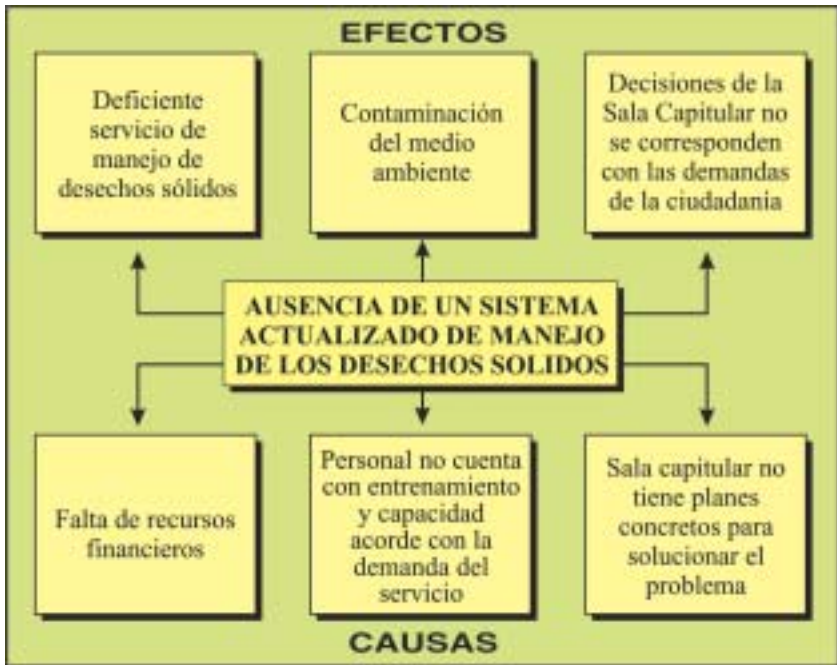 EFECTOS
Deficiente
servicio de
manejo de
desechos sólidos
Contaminación
del medio
ambiente
Decisiones de la
Sala Capitular no
se corresponden
con las demandas
de la ciudadania
AUSENCIA DE UN SISTEMA
ACTUALIZADO DE MANEJO
DE LOS DESECHOS SOLIDOS
Falta de recursos
financieros
Personal no cuenta
con entrenamiento
y capacidad
acorde con la
demanda del
servicio
Sala capitular no
tiene planes
concretos para
solucionar el
problema
CAUSAS